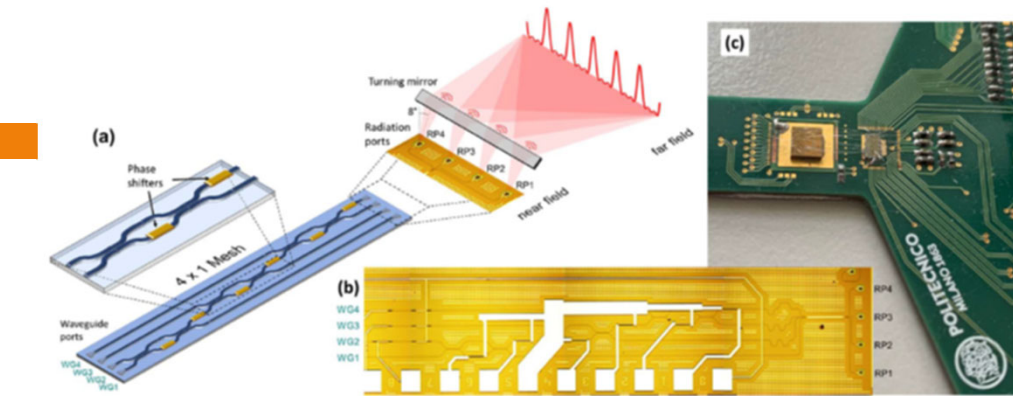 (a)
Phase
shifters
4 x 1 Mesh
Waveguide
ports
WG4
WG3
WG2
WG1
Turning mirror
8°
Radiation
ports
RP4
RP3
RP2
RP1
near field
far field
(b)
WG4
WG3
WG2
WG1
RP4
RP3
RP2
RP1
(c)
POLITECNICO
MILANO 1863